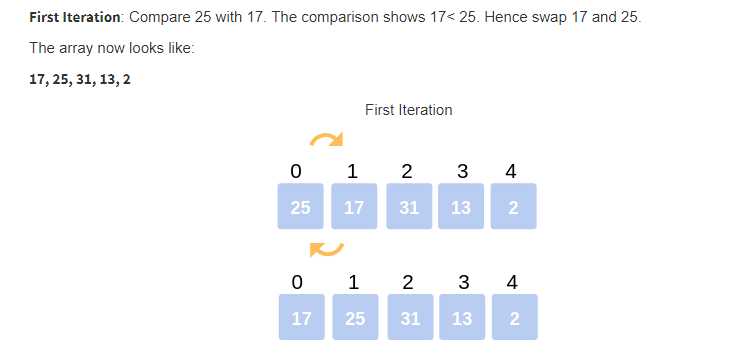 First Iteration: Compare 25 with 17. The comparison shows 17< 25. Hence swap 17 and 25.
The array now looks like:
17, 25, 31, 13, 2
First Iteration
0 1 2 3 4
25 17 31 13 2
0 1 2 3 4
17 25 31 13 2